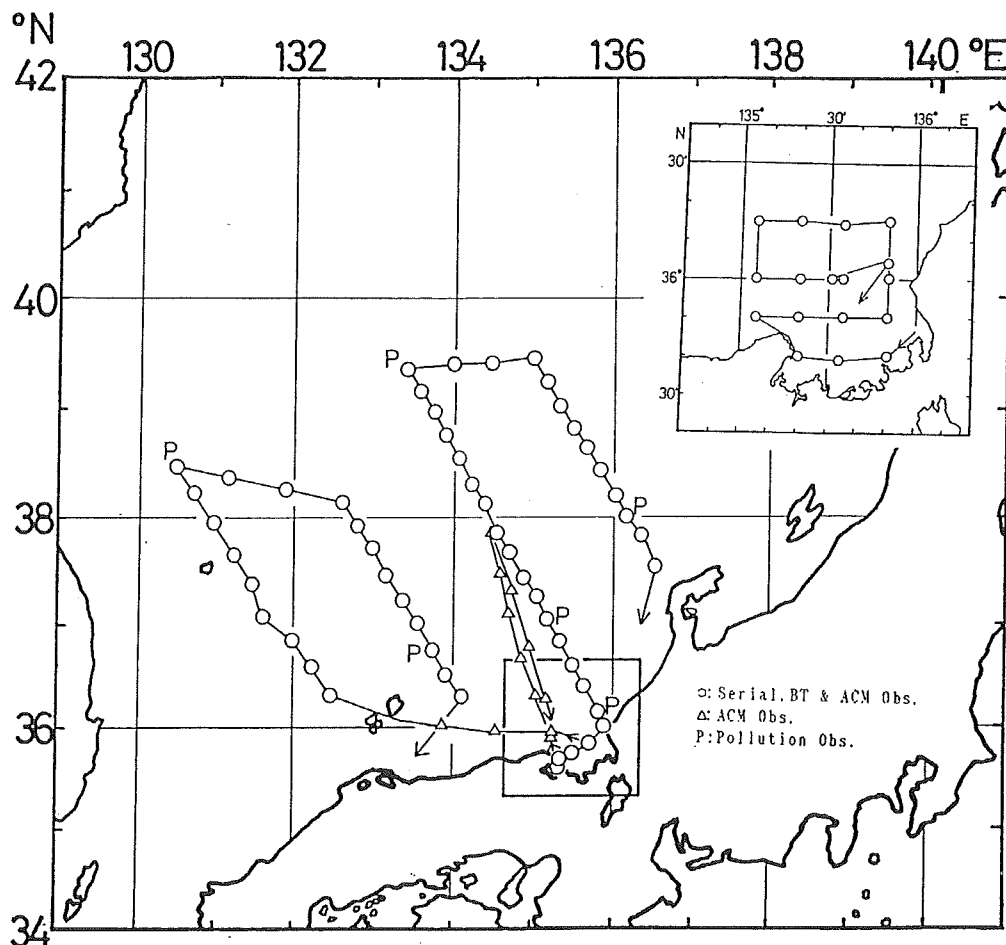 °N
130 132 134 136 138 140 °E
42
135° 30' 136° E
N
30'
36°
40
P
P
30'
P
38
P
P
P
36
O: Serial, BT & ACM Obs.
△: ACM Obs.
P: Pollution Obs.
34